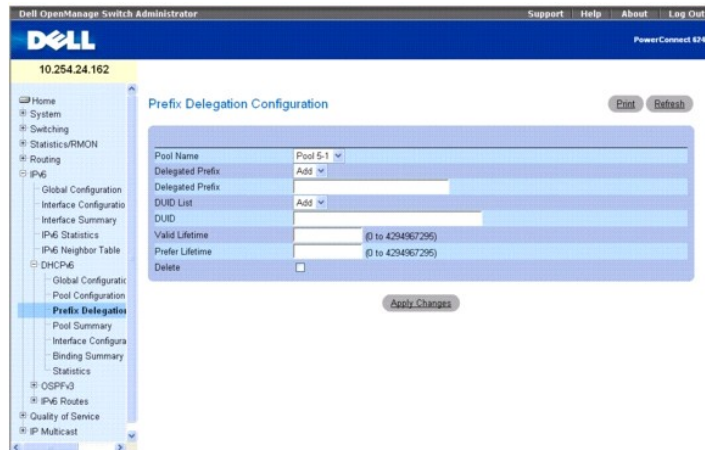 Dell OpenManage Switch Administrator
Support Help About Log Out
DELL
PowerConnect 624
10.254.24.162
Home
System
Switching
Statistics/RMON
Routing
IPv6
Global Configuration
Interface Configuratio
Interface Summary
IPv6 Statistics
IPv6 Neighbor Table
DHCPv6
Global Configuratic
Pool Configuration
Prefix Delegation
Pool Summary
Interface Configura
Binding Summary
Statistics
OSPFv3
IPv6 Routes
Quality of Service
IP Multicast
Prefix Delegation Configuration
Print Refresh
Pool Name Pool 5-1
Delegated Prefix Add
Delegated Prefix
DUID List Add
DUID
Valid Lifetime (0 to 4294967295)
Prefer Lifetime (0 to 4294967295)
Delete
Apply Changes